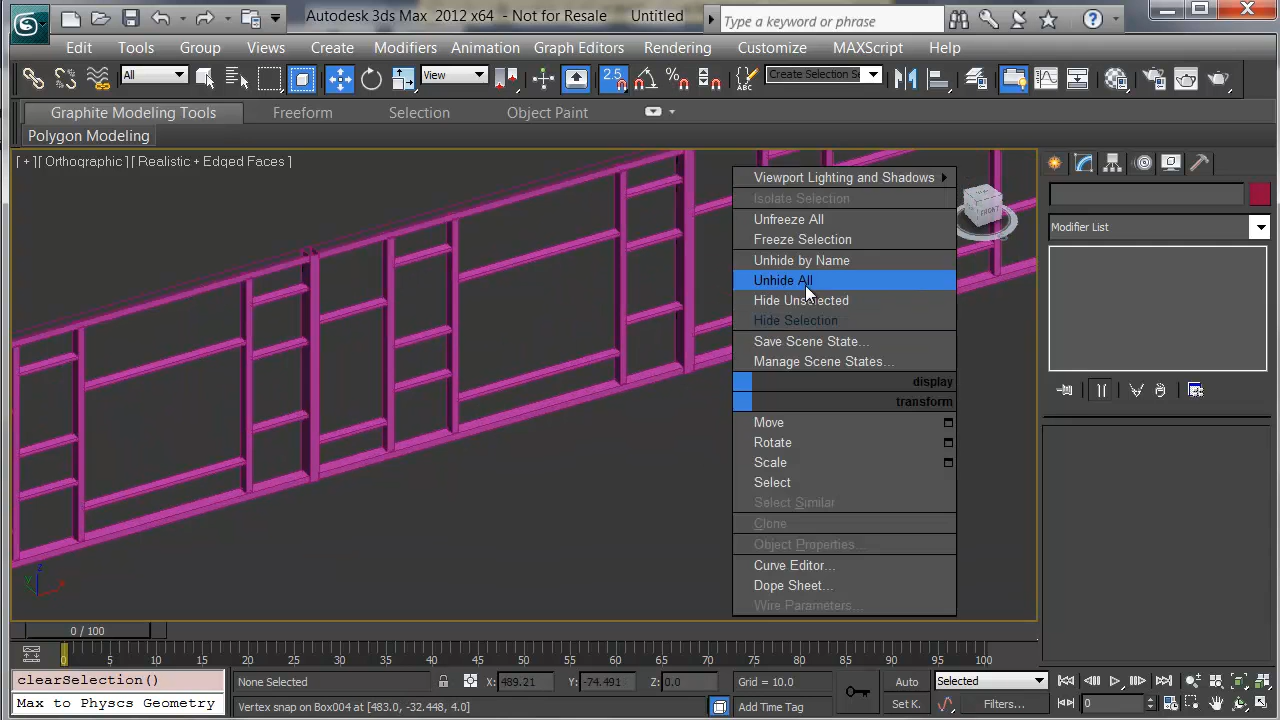 Autodesk 3ds Max 2012 x64 - Not for Resale Untitled
Type a keyword or phrase
Edit Tools Group Views Create Modifiers Animation Graph Editors Rendering Customize MAXScript Help
All View 2.5 Create Selection Se
Graphite Modeling Tools Freeform Selection Object Paint
Polygon Modeling
[ + ] [ Orthographic ] [ Realistic + Edged Faces ]
FRONT
Viewport Lighting and Shadows
Isolate Selection
Unfreeze All
Freeze Selection
Unhide by Name
Unhide All
Hide Unselected
Hide Selection
Save Scene State...
Manage Scene States...
display
transform
Move
Rotate
Scale
Select
Select Similar
Clone
Object Properties...
Curve Editor...
Dope Sheet...
Wire Parameters...
Modifier List
z
y x
0 / 100
0 5 10 15 20 25 30 35 40 45 50 55 60 65 70 75 80 85 90 95 100
clearSelection() None Selected X: 489.21 Y: -74.491 Z: 0.0 Grid = 10.0 Auto Selected
Max to Physcs Geometry Vertex snap on Box004 at [483.0, -32.448, 4.0] Add Time Tag Set K. Filters... 0